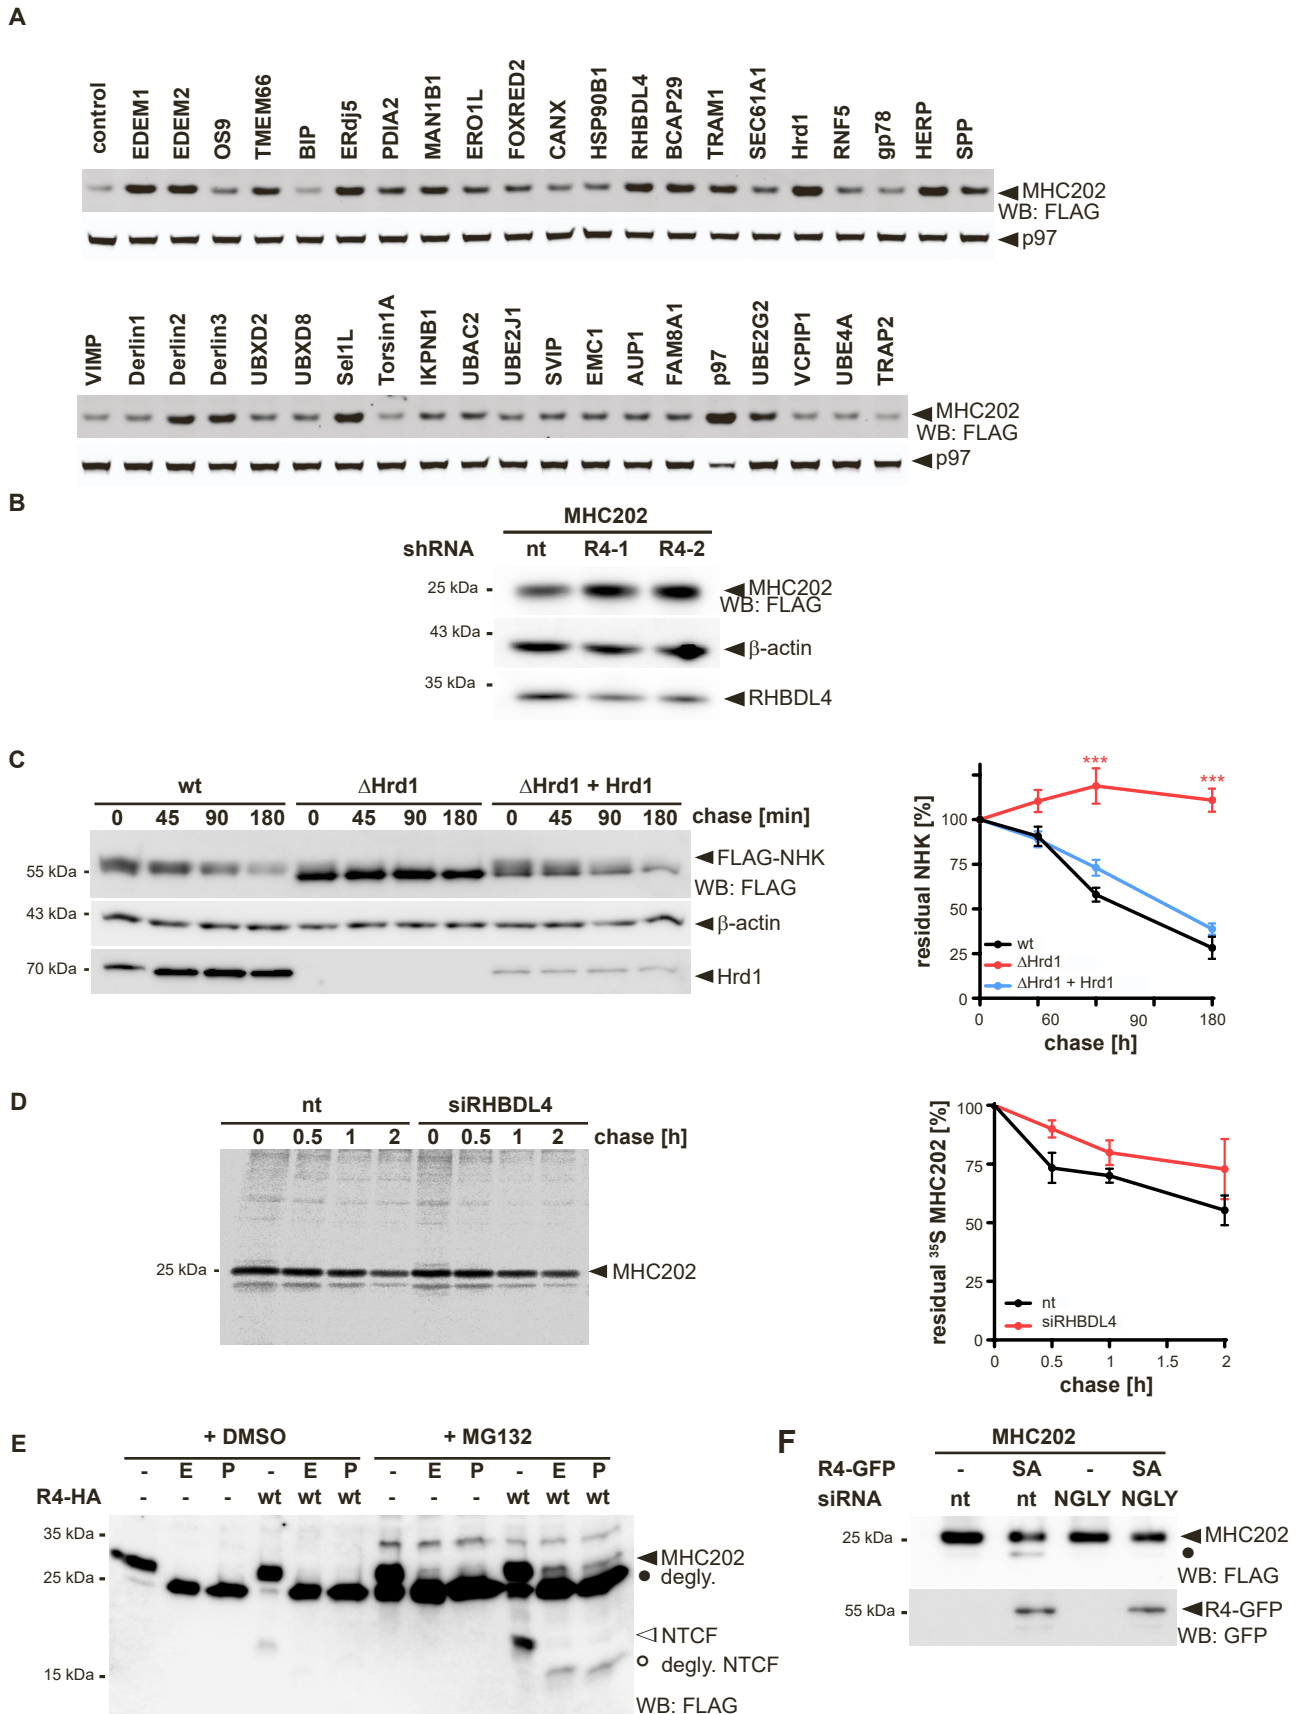 A
control EDEM1 EDEM2 OS9 TMEM66 BIP ERdj5 PDIA2 MAN1B1 ERO1L FOXRED2 CANX HSP90B1 RHBDL4 BCAP29 TRAM1 SEC61A1 Hrd1 RNF5 gp78 HERP SPP
MHC202
WB: FLAG
p97
VIMP Derlin1 Derlin2 Derlin3 UBXD2 UBXD8 Sel1L Torsin1A IKPNB1 UBAC2 UBE2J1 SVIP EMC1 AUP1 FAM8A1 p97 UBE2G2 VCPIP1 UBE4A TRAP2
MHC202
WB: FLAG
p97
B
MHC202
shRNA nt R4-1 R4-2
25 kDa MHC202
WB: FLAG
43 kDa
β-actin
35 kDa
RHBDL4
C
wt ΔHrd1 ΔHrd1 + Hrd1
0 45 90 180 0 45 90 180 0 45 90 180 chase [min]
FLAG-NHK
55 kDa
WB: FLAG
43 kDa
β-actin
70 kDa
Hrd1
residual NHK [%]
*** ***
100
75
50
25
0
wt
ΔHrd1
ΔHrd1 + Hrd1
0 60 90 180
chase [h]
D
nt siRHBDL4
0 0.5 1 2 0 0.5 1 2 chase [h]
25 kDa MHC202
residual ³⁵S MHC202 [%]
100
75
50
25
0
nt
siRHBDL4
0 0.5 1 1.5 2
chase [h]
E
+ DMSO + MG132
- E P - E P - E P - E P
R4-HA - - - wt wt wt - - - wt wt wt
35 kDa
MHC202
25 kDa degly.
NTCF
degly. NTCF
15 kDa
WB: FLAG
F
MHC202
R4-GFP - SA - SA
siRNA nt nt NGLY NGLY
25 kDa MHC202
WB: FLAG
55 kDa R4-GFP
WB: GFP